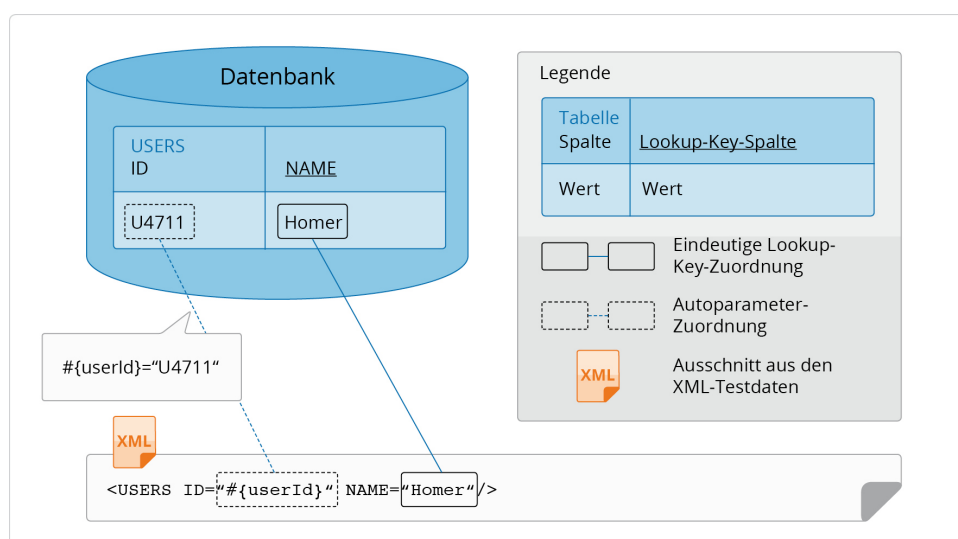 Datenbank
USERS
ID
NAME
U4711
Homer
#{userId}=“U4711“
XML
<USERS ID=“#{userId}“ NAME=“Homer“/>
Legende
Tabelle
Spalte
Lookup-Key-Spalte
Wert
Wert
Eindeutige Lookup-
Key-Zuordnung
Autoparameter-
Zuordnung
XML
Ausschnitt aus den
XML-Testdaten